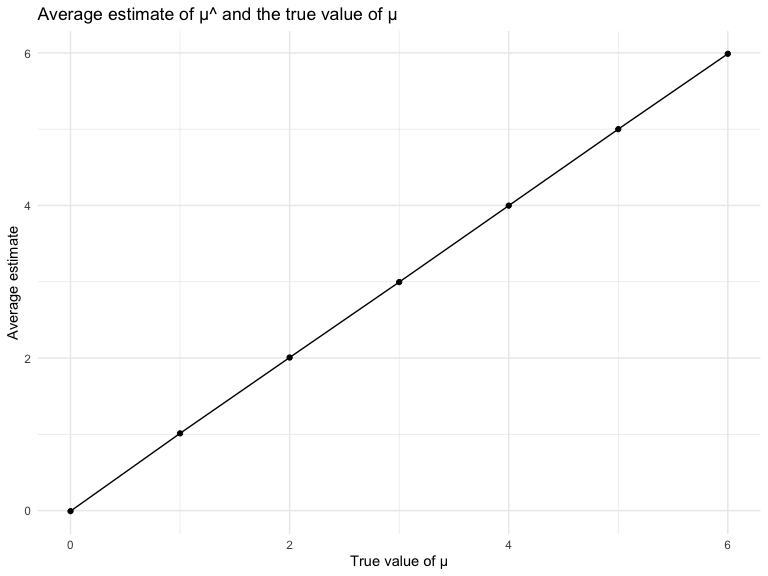 Average estimate of µ^ and the true value of µ
6
4
2
0
Average estimate
0 2 4 6
True value of µ